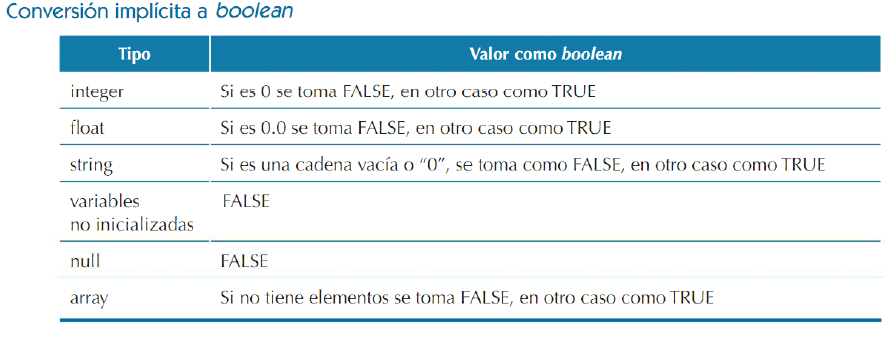 Conversión implícita a boolean
Tipo Valor como boolean
integer Si es 0 se toma FALSE, en otro caso como TRUE
float Si es 0.0 se toma FALSE, en otro caso como TRUE
string Si es una cadena vacía o “0”, se toma como FALSE, en otro caso como TRUE
variables FALSE
no inicializadas
null FALSE
array Si no tiene elementos se toma FALSE, en otro caso como TRUE